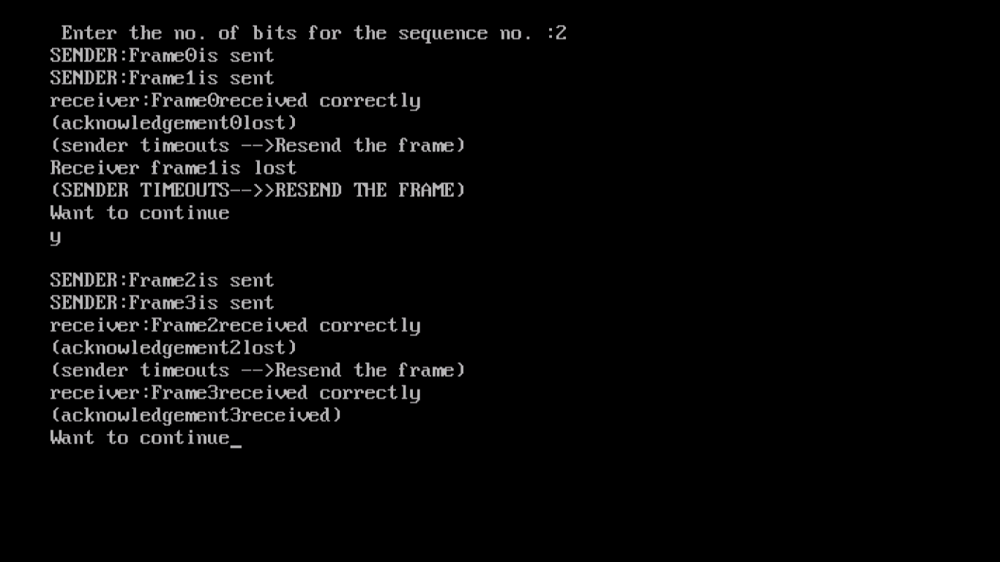 Enter the no. of bits for the sequence no. :2
SENDER:Frame0is sent
SENDER:Frame1is sent
receiver:Frame0received correctly
(acknowledgement0lost)
(sender timeouts -->Resend the frame)
Receiver frame1is lost
(SENDER TIMEOUTS-->>RESEND THE FRAME)
Want to continue
y
SENDER:Frame2is sent
SENDER:Frame3is sent
receiver:Frame2received correctly
(acknowledgement2lost)
(sender timeouts -->Resend the frame)
receiver:Frame3received correctly
(acknowledgement3received)
Want to continue_